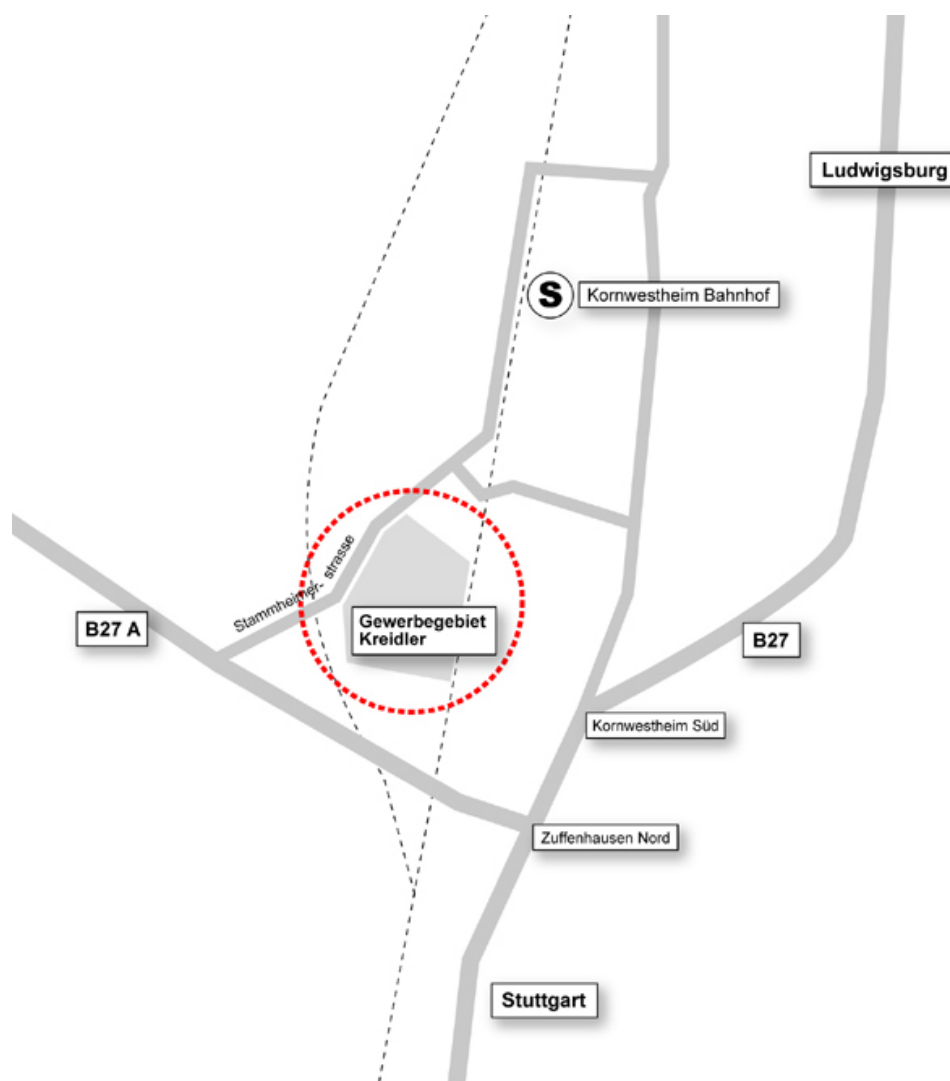 Ludwigsburg
S
Kornwestheim Bahnhof
Stammheimer- strasse
B27 A
Gewerbegebiet
Kreidler
B27
Kornwestheim Süd
Zuffenhausen Nord
Stuttgart